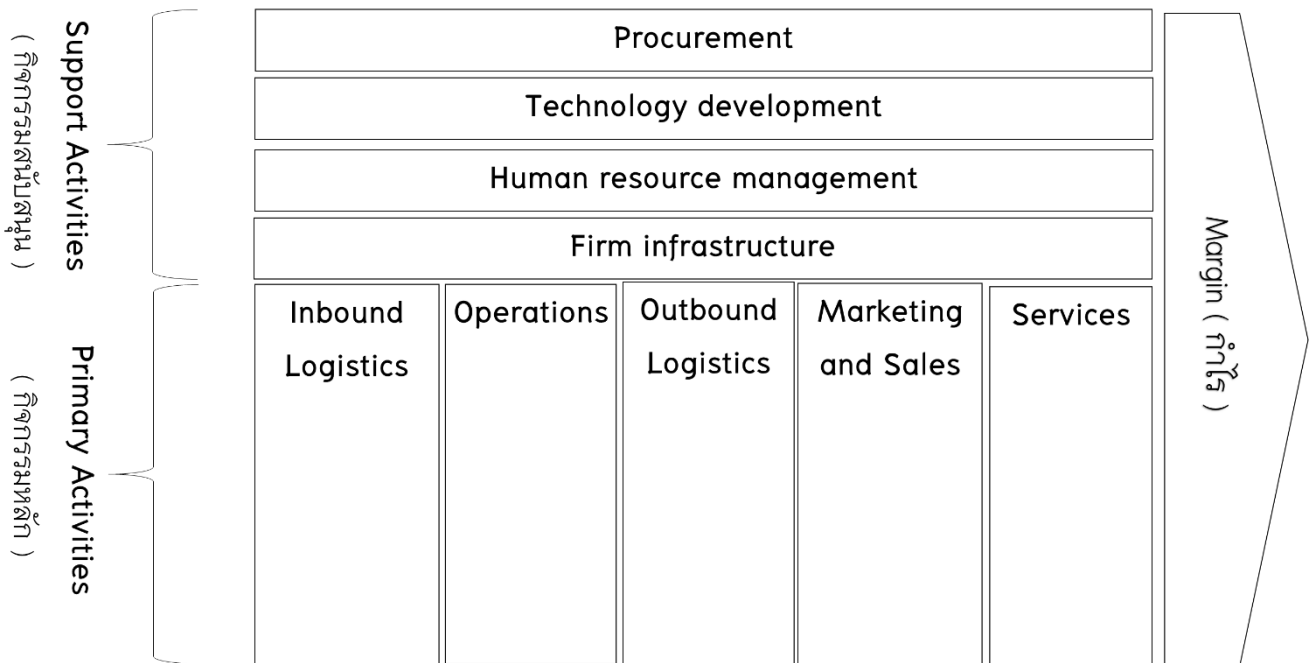 Support Activities
( กิจกรรมสนับสนุน )
Procurement
Technology development
Human resource management
Firm infrastructure
Primary Activities
( กิจกรรมหลัก )
Inbound
Logistics
Operations
Outbound
Logistics
Marketing
and Sales
Services
Margin ( กำไร )